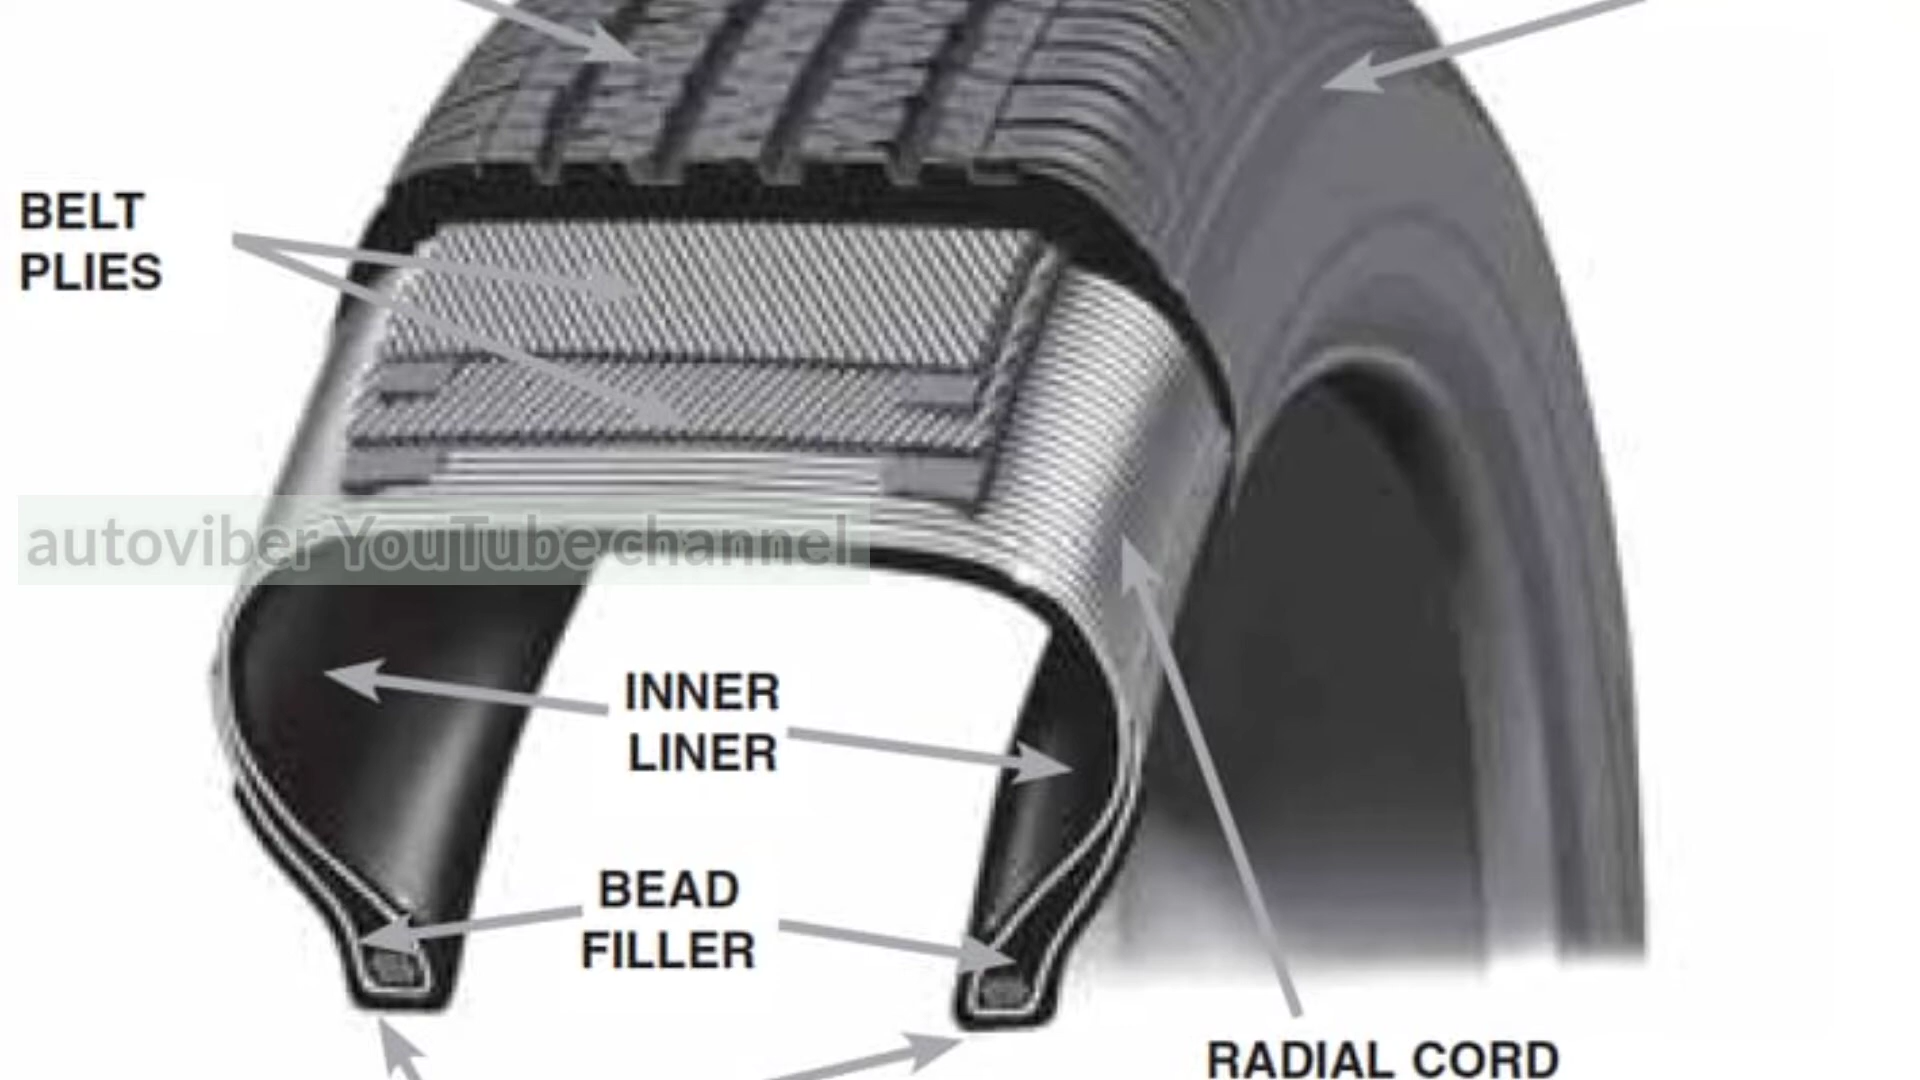 BELT
PLIES
autoviber YouTube channel
INNER
LINER
BEAD
FILLER
RADIAL CORD